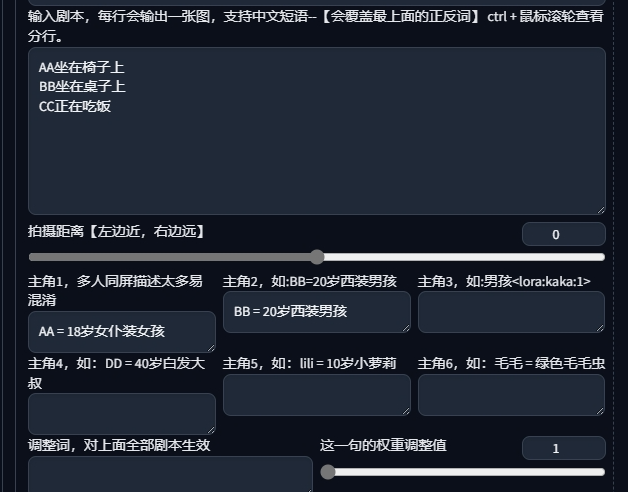 输入剧本，每行会输出一张图，支持中文短语--【会覆盖最上面的正反词】 ctrl + 鼠标滚轮查看
分行。
AA坐在椅子上
BB坐在桌子上
CC正在吃饭
拍摄距离【左边近，右边远】
0
主角1，多人同屏描述太多易
混淆
AA = 18岁女仆装女孩
主角2，如:BB=20岁西装男孩
BB = 20岁西装男孩
主角3，如:男孩<lora:kaka:1>
主角4，如：DD = 40岁白发大
叔
主角5，如：lili = 10岁小萝莉
主角6，如：毛毛 = 绿色毛毛虫
调整词，对上面全部剧本生效
这一句的权重调整值
1